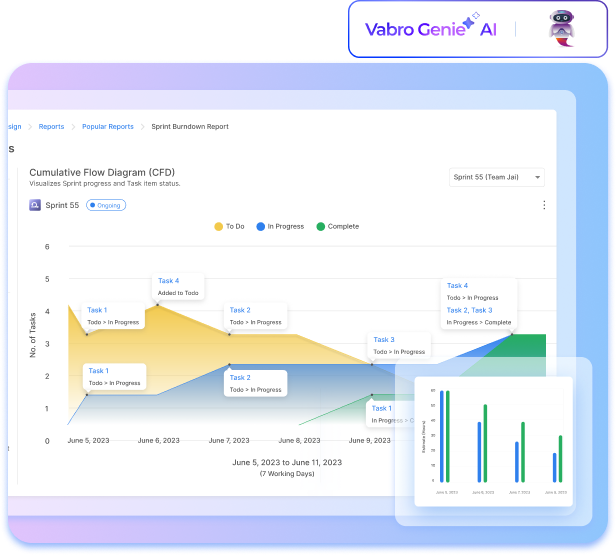 Vabro Genie AI
sign > Reports > Popular Reports > Sprint Burndown Report
s
Cumulative Flow Diagram (CFD)
Visualizes Sprint progress and Task item status.
Sprint 55 (Team Jai)
Sprint 55
Ongoing
To Do
In Progress
Complete
No. of Tasks
6
5
4
3
2
1
0
Task 1
Todo > In Progress
Task 4
Added to Todo
Task 2
Todo > In Progress
Task 3
Todo > In Progress
Task 4
Todo > In Progress
Task 2, Task 3
In Progress > Complete
Task 1
Todo > In Progress
Task 2
Todo > In Progress
Task 1
In Progress > C
June 5, 2023
June 6, 2023
June 7, 2023
June 8, 2023
June 9, 2023
June 5, 2023 to June 11, 2023
(7 Working Days)